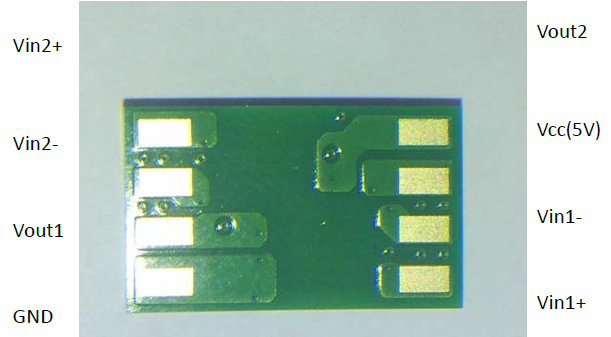 Vin2+
Vout2
Vin2-
Vcc(5V)
Vout1
Vin1-
GND
Vin1+